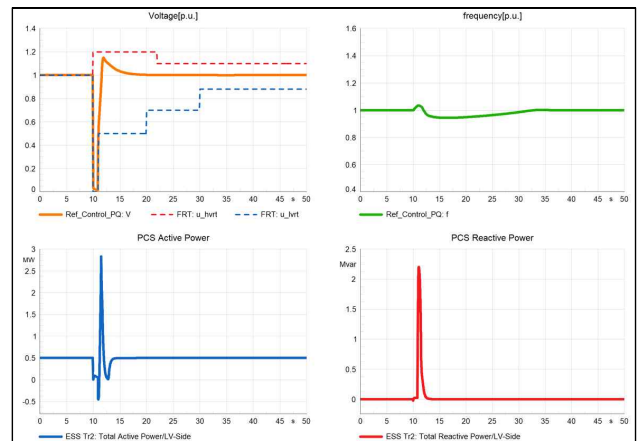 Voltage[p.u.]
1.4
1.2
1
0.8
0.6
0.4
0.2
0
0 5 10 15 20 25 30 35 40 45 s 50
Ref_Control_PQ: V FRT: u_hvrt FRT: u_lvrt
frequency[p.u.]
1.6
1.4
1.2
1
0.8
0.6
0.4
0 5 10 15 20 25 30 35 40 45 s 50
Ref_Control_PQ: f
PCS Active Power
3
MW
2.5
2
1.5
1
0.5
0
-0.5
0 5 10 15 20 25 30 35 40 45 s 50
ESS Tr2: Total Active Power/LV-Side
PCS Reactive Power
2.5
Mvar
2
1.5
1
0.5
0
0 5 10 15 20 25 30 35 40 45 s 50
ESS Tr2: Total Reactive Power/LV-Side